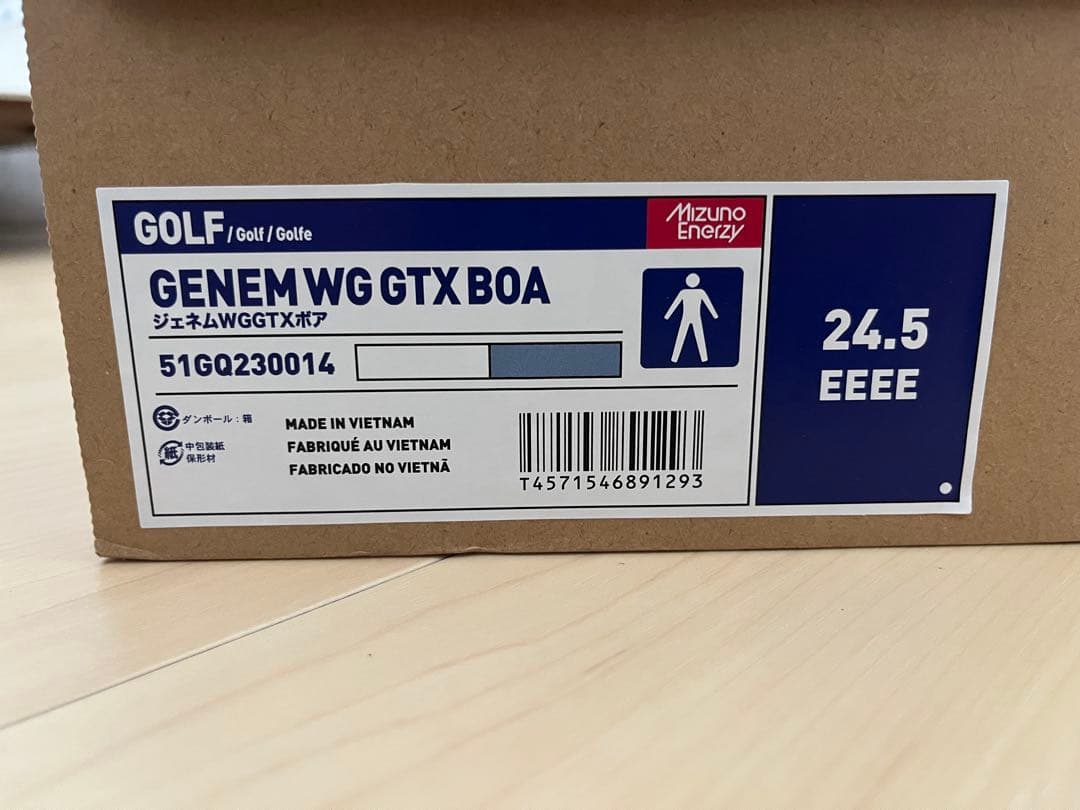 GOLF / Golf / Golfe
Mizuno Enerzy
GENEM WG GTX BOA
ジェネムWGGTXボア
51GQ230014
24.5
EEEE
ダンボール：箱
紙 中包装紙
保形材
MADE IN VIETNAM
FABRIQUÉ AU VIETNAM
FABRICADO NO VIETNÃ
T4571546891293